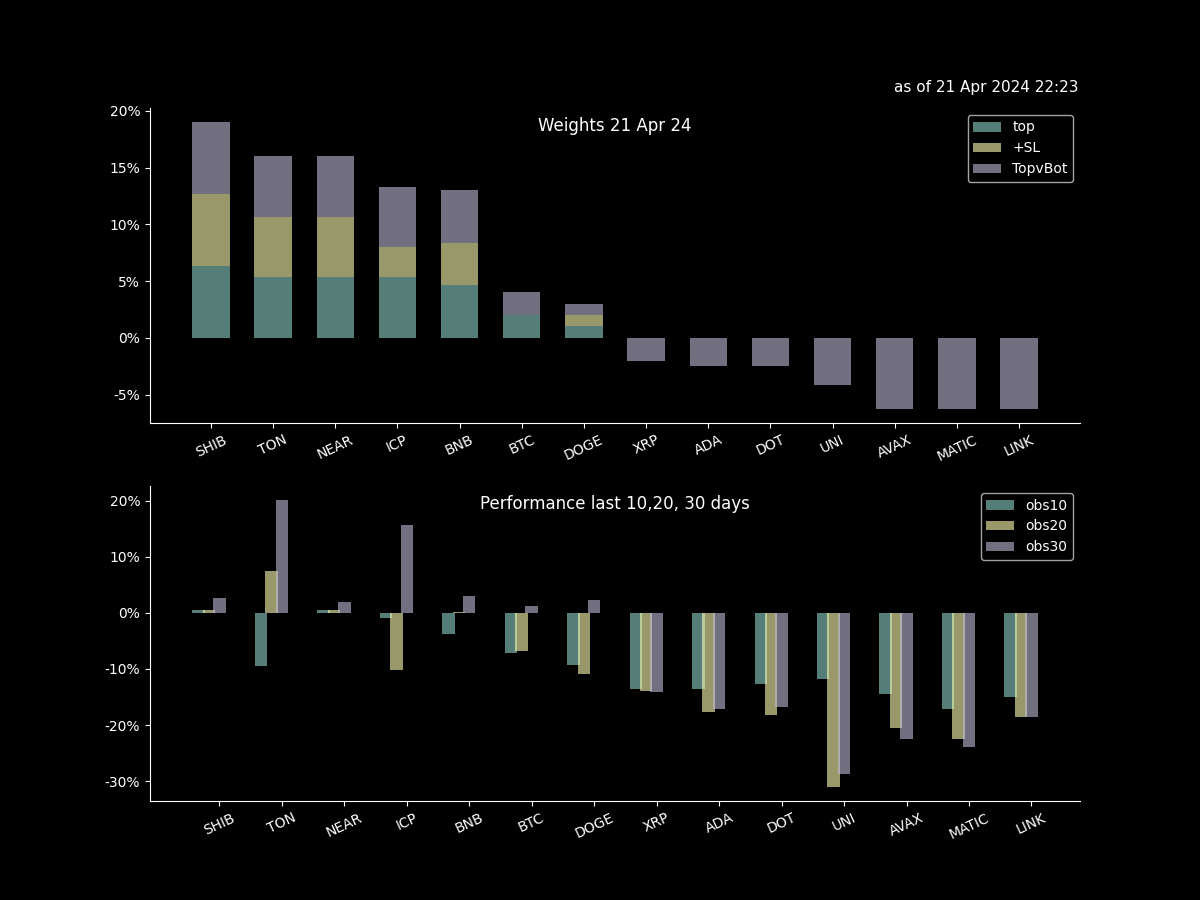 as of 21 Apr 2024 22:23
Weights 21 Apr 24
top
+SL
TopvBot
20%
15%
10%
5%
0%
-5%
SHIB TON NEAR ICP BNB BTC DOGE XRP ADA DOT UNI AVAX MATIC LINK
Performance last 10,20, 30 days
obs10
obs20
obs30
20%
10%
0%
-10%
-20%
-30%
SHIB TON NEAR ICP BNB BTC DOGE XRP ADA DOT UNI AVAX MATIC LINK